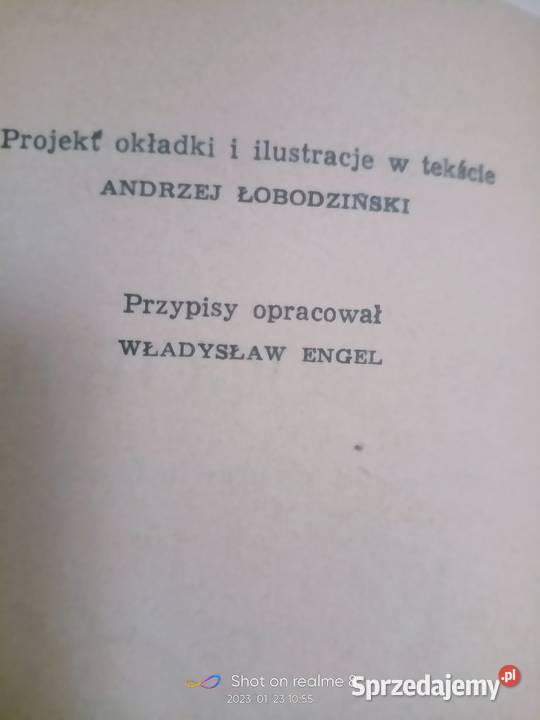 Projekt okładki i ilustracje w tekście
ANDRZEJ ŁOBODZIŃSKI
Przypisy opracował
WŁADYSŁAW ENGEL
Shot on realme 8
2023 01 23 10:55
Sprzedajemy.pl